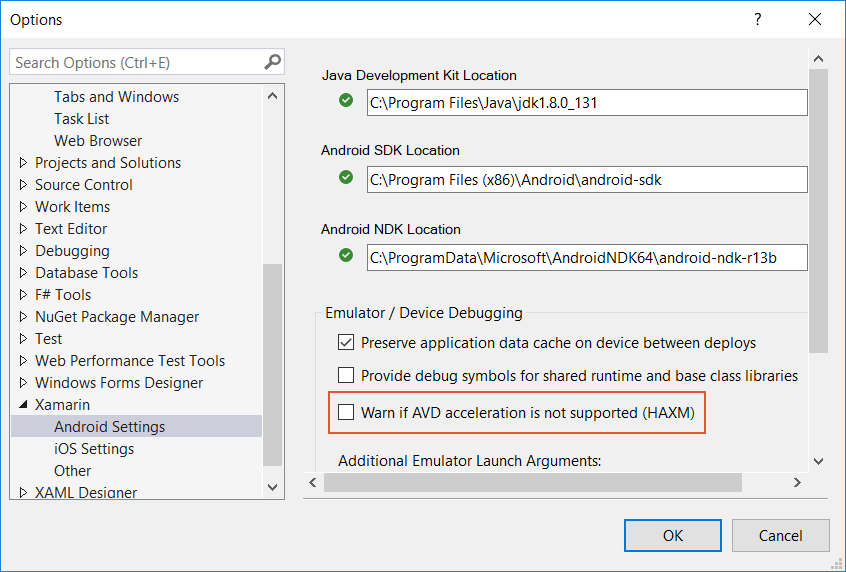 Options
?
Search Options (Ctrl+E)
Tabs and Windows
Task List
Web Browser
Projects and Solutions
Source Control
Work Items
Text Editor
Debugging
Database Tools
F# Tools
NuGet Package Manager
Test
Web Performance Test Tools
Windows Forms Designer
Xamarin
Android Settings
iOS Settings
Other
XAML Designer
Java Development Kit Location
C:\Program Files\Java\jdk1.8.0_131
Android SDK Location
C:\Program Files (x86)\Android\android-sdk
Android NDK Location
C:\ProgramData\Microsoft\AndroidNDK64\android-ndk-r13b
Emulator / Device Debugging
Preserve application data cache on device between deploys
Provide debug symbols for shared runtime and base class libraries
Warn if AVD acceleration is not supported (HAXM)
Additional Emulator Launch Arguments:
OK
Cancel